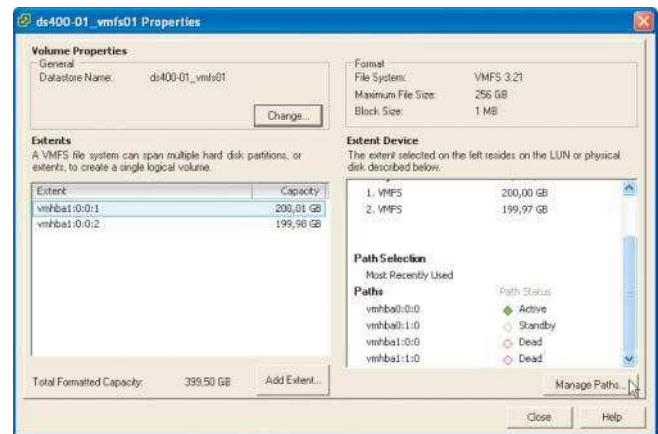 ds400-01_vmfs01 Properties
Volume Properties
General
Datastore Name: ds400-01_vmfs01
Change...
Format
File System: VMFS 3.21
Maximum File Size: 256 GB
Block Size: 1 MB
Extents
A VMFS file system can span multiple hard disk partitions, or
extents, to create a single logical volume.
Extent Capacity
vmhba1:0:0:1 200,01 GB
vmhba1:0:0:2 199,98 GB
Total Formatted Capacity: 399,50 GB
Add Extent...
Extent Device
The extent selected on the left resides on the LUN or physical
disk described below.
1. VMFS 200,00 GB
2. VMFS 199,97 GB
Path Selection
Most Recently Used
Paths Path Status
vmhba0:0:0 Active
vmhba0:1:0 Standby
vmhba1:0:0 Dead
vmhba1:1:0 Dead
Manage Paths...
Close Help